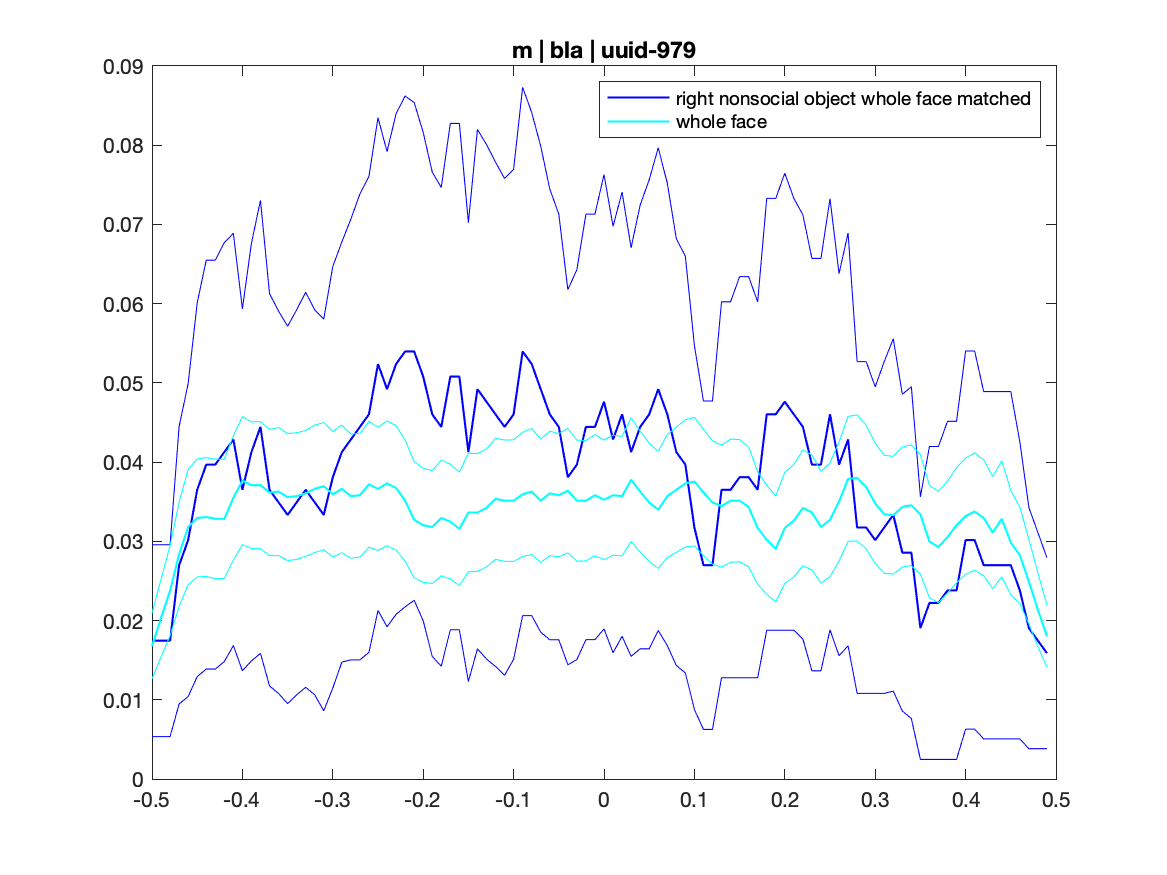 m | bla | uuid-979
right nonsocial object whole face matched
whole face
0.09
0.08
0.07
0.06
0.05
0.04
0.03
0.02
0.01
0
-0.5 -0.4 -0.3 -0.2 -0.1 0 0.1 0.2 0.3 0.4 0.5